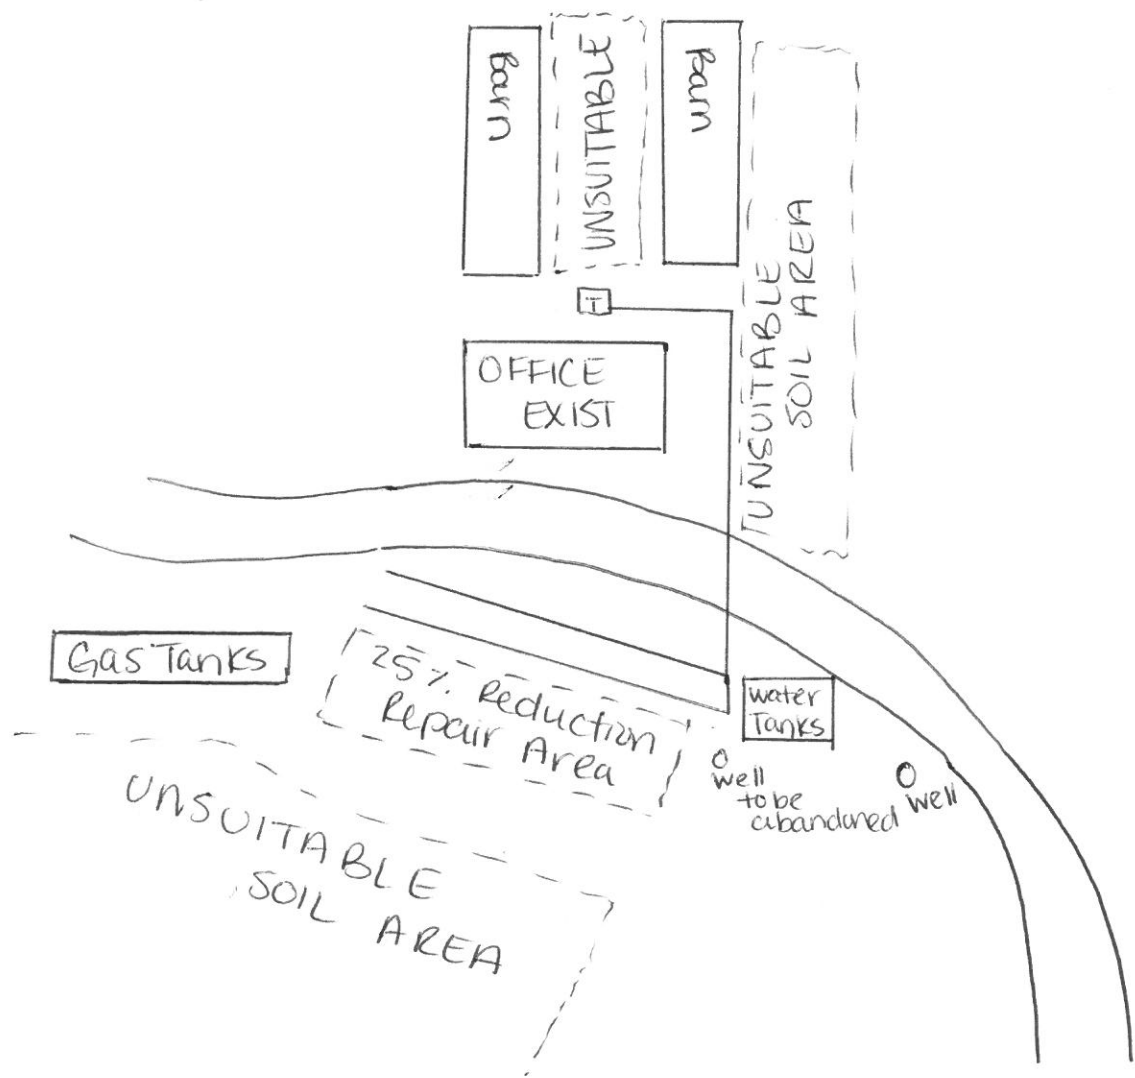 Barn
UNSUITABLE
Barn
UNSUITABLE
SOIL AREA
T
OFFICE
EXIST
Gas Tanks
25% Reduction
Repair Area
Water
Tanks
well
to be
abandoned
well
UNSUITABLE
SOIL AREA